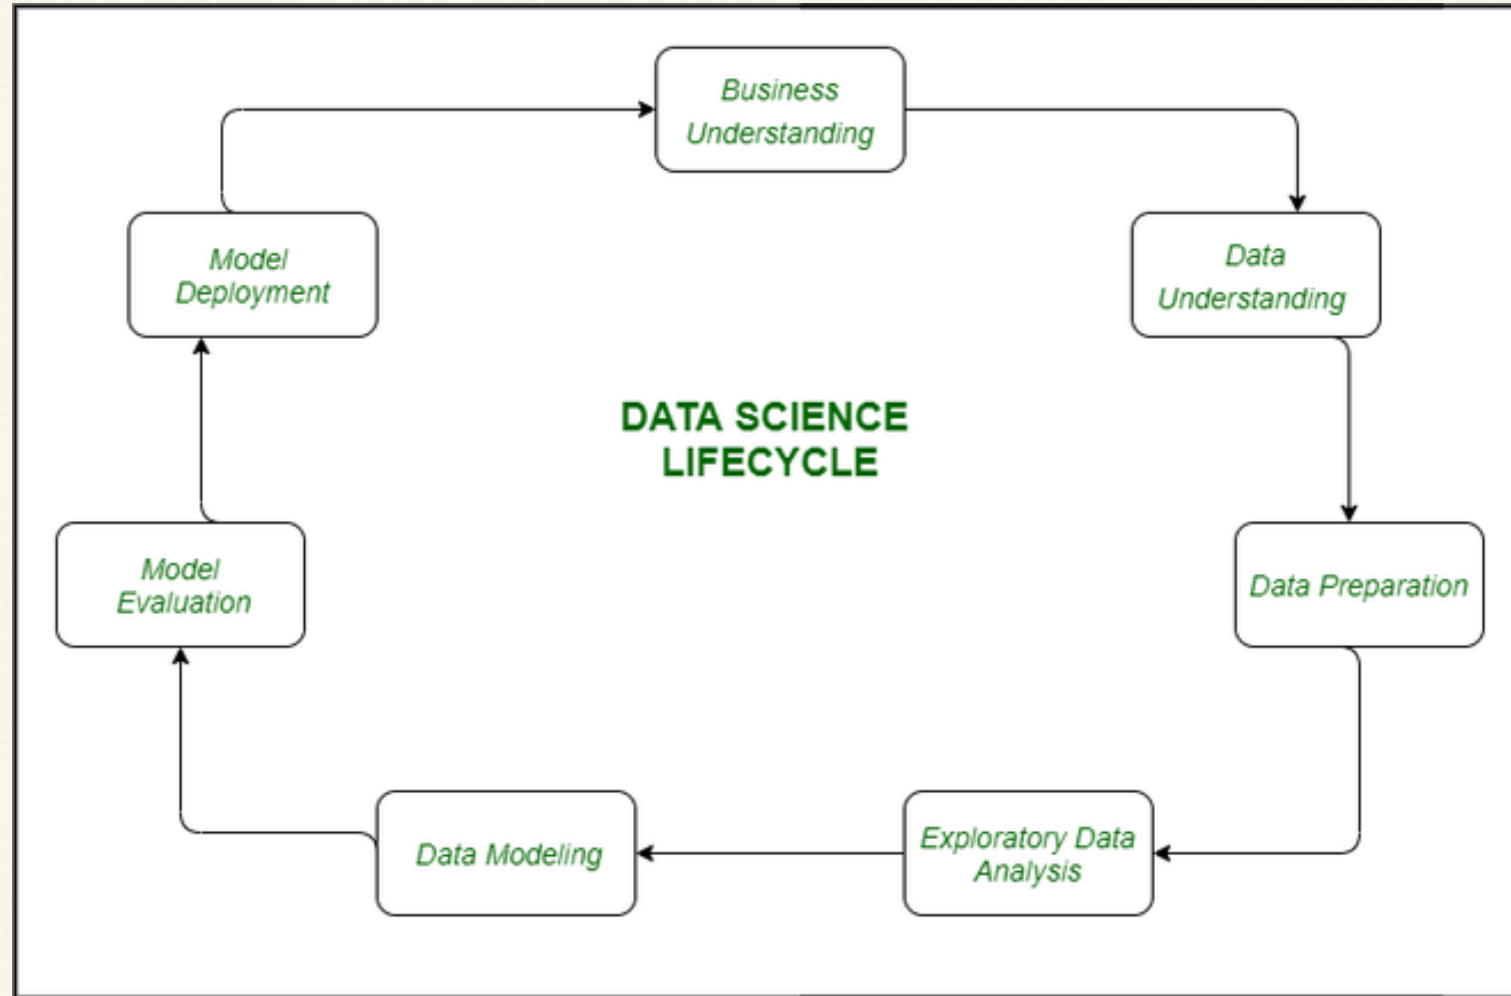 Business
Understanding
Data
Understanding
Data Preparation
Exploratory Data
Analysis
Data Modeling
Model
Evaluation
Model
Deployment
DATA SCIENCE
LIFECYCLE